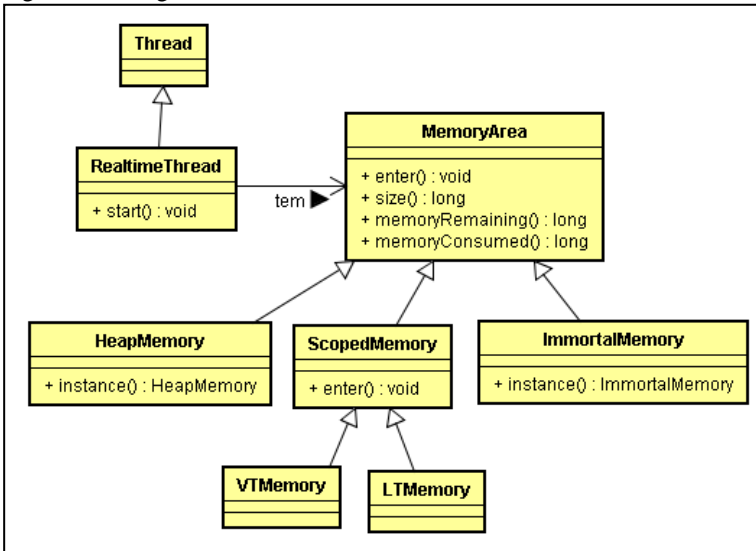 Thread
MemoryArea
+ enter() : void
+ size() : long
+ memoryRemaining() : long
+ memoryConsumed() : long
RealtimeThread
+ start() : void
tem
HeapMemory
+ instance() : HeapMemory
ScopedMemory
+ enter() : void
ImmortalMemory
+ instance() : ImmortalMemory
VTMemory
LTMemory